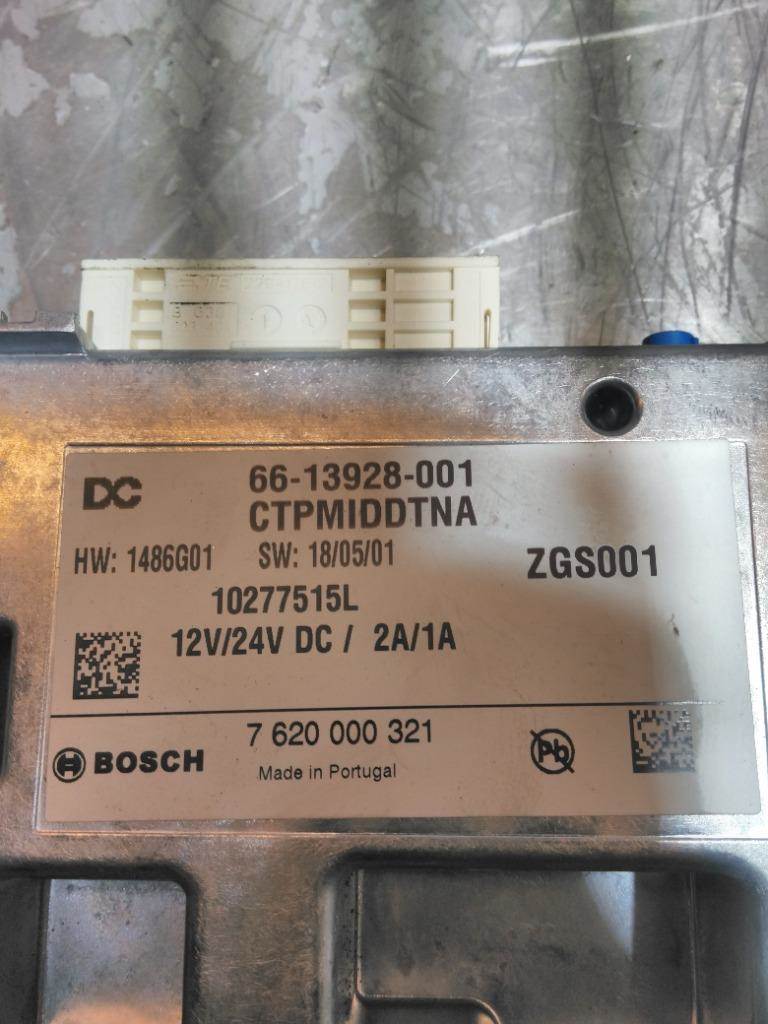 DC
66-13928-001
CTPMIDDTNA
HW: 1486G01 SW: 18/05/01
ZGS001
10277515L
12V/24V DC / 2A/1A
BOSCH
7 620 000 321
Made in Portugal
Pb